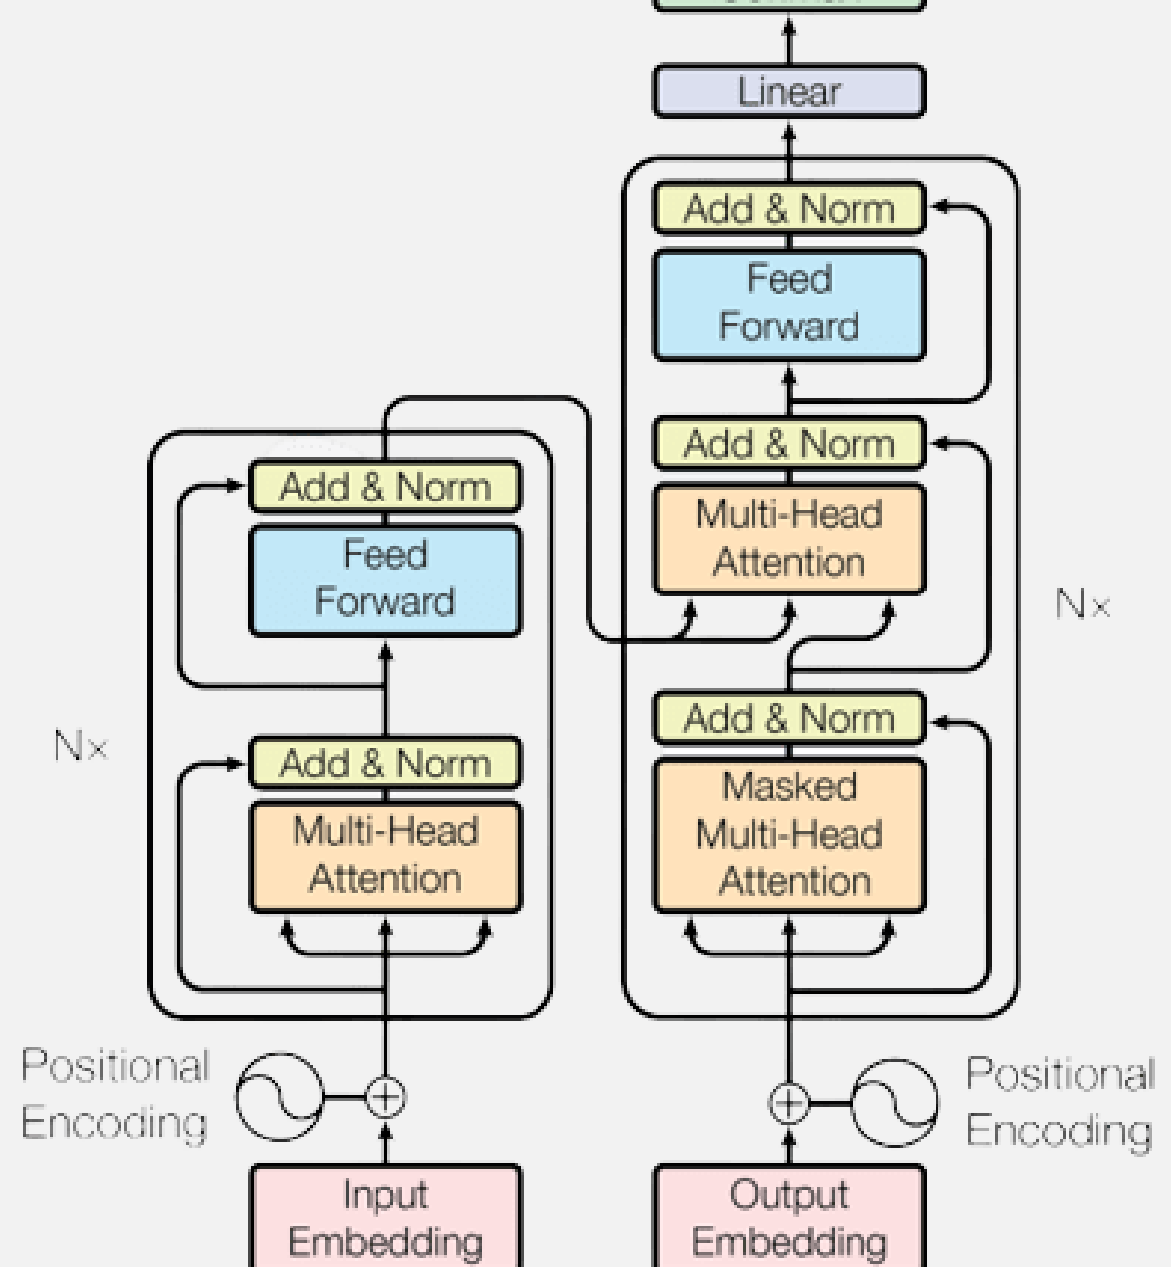 Linear
Add & Norm
Feed
Forward
Add & Norm
Multi-Head
Attention
Nx
Add & Norm
Masked
Multi-Head
Attention
Add & Norm
Feed
Forward
Nx
Add & Norm
Multi-Head
Attention
Positional
Encoding
Positional
Encoding
Input
Embedding
Output
Embedding